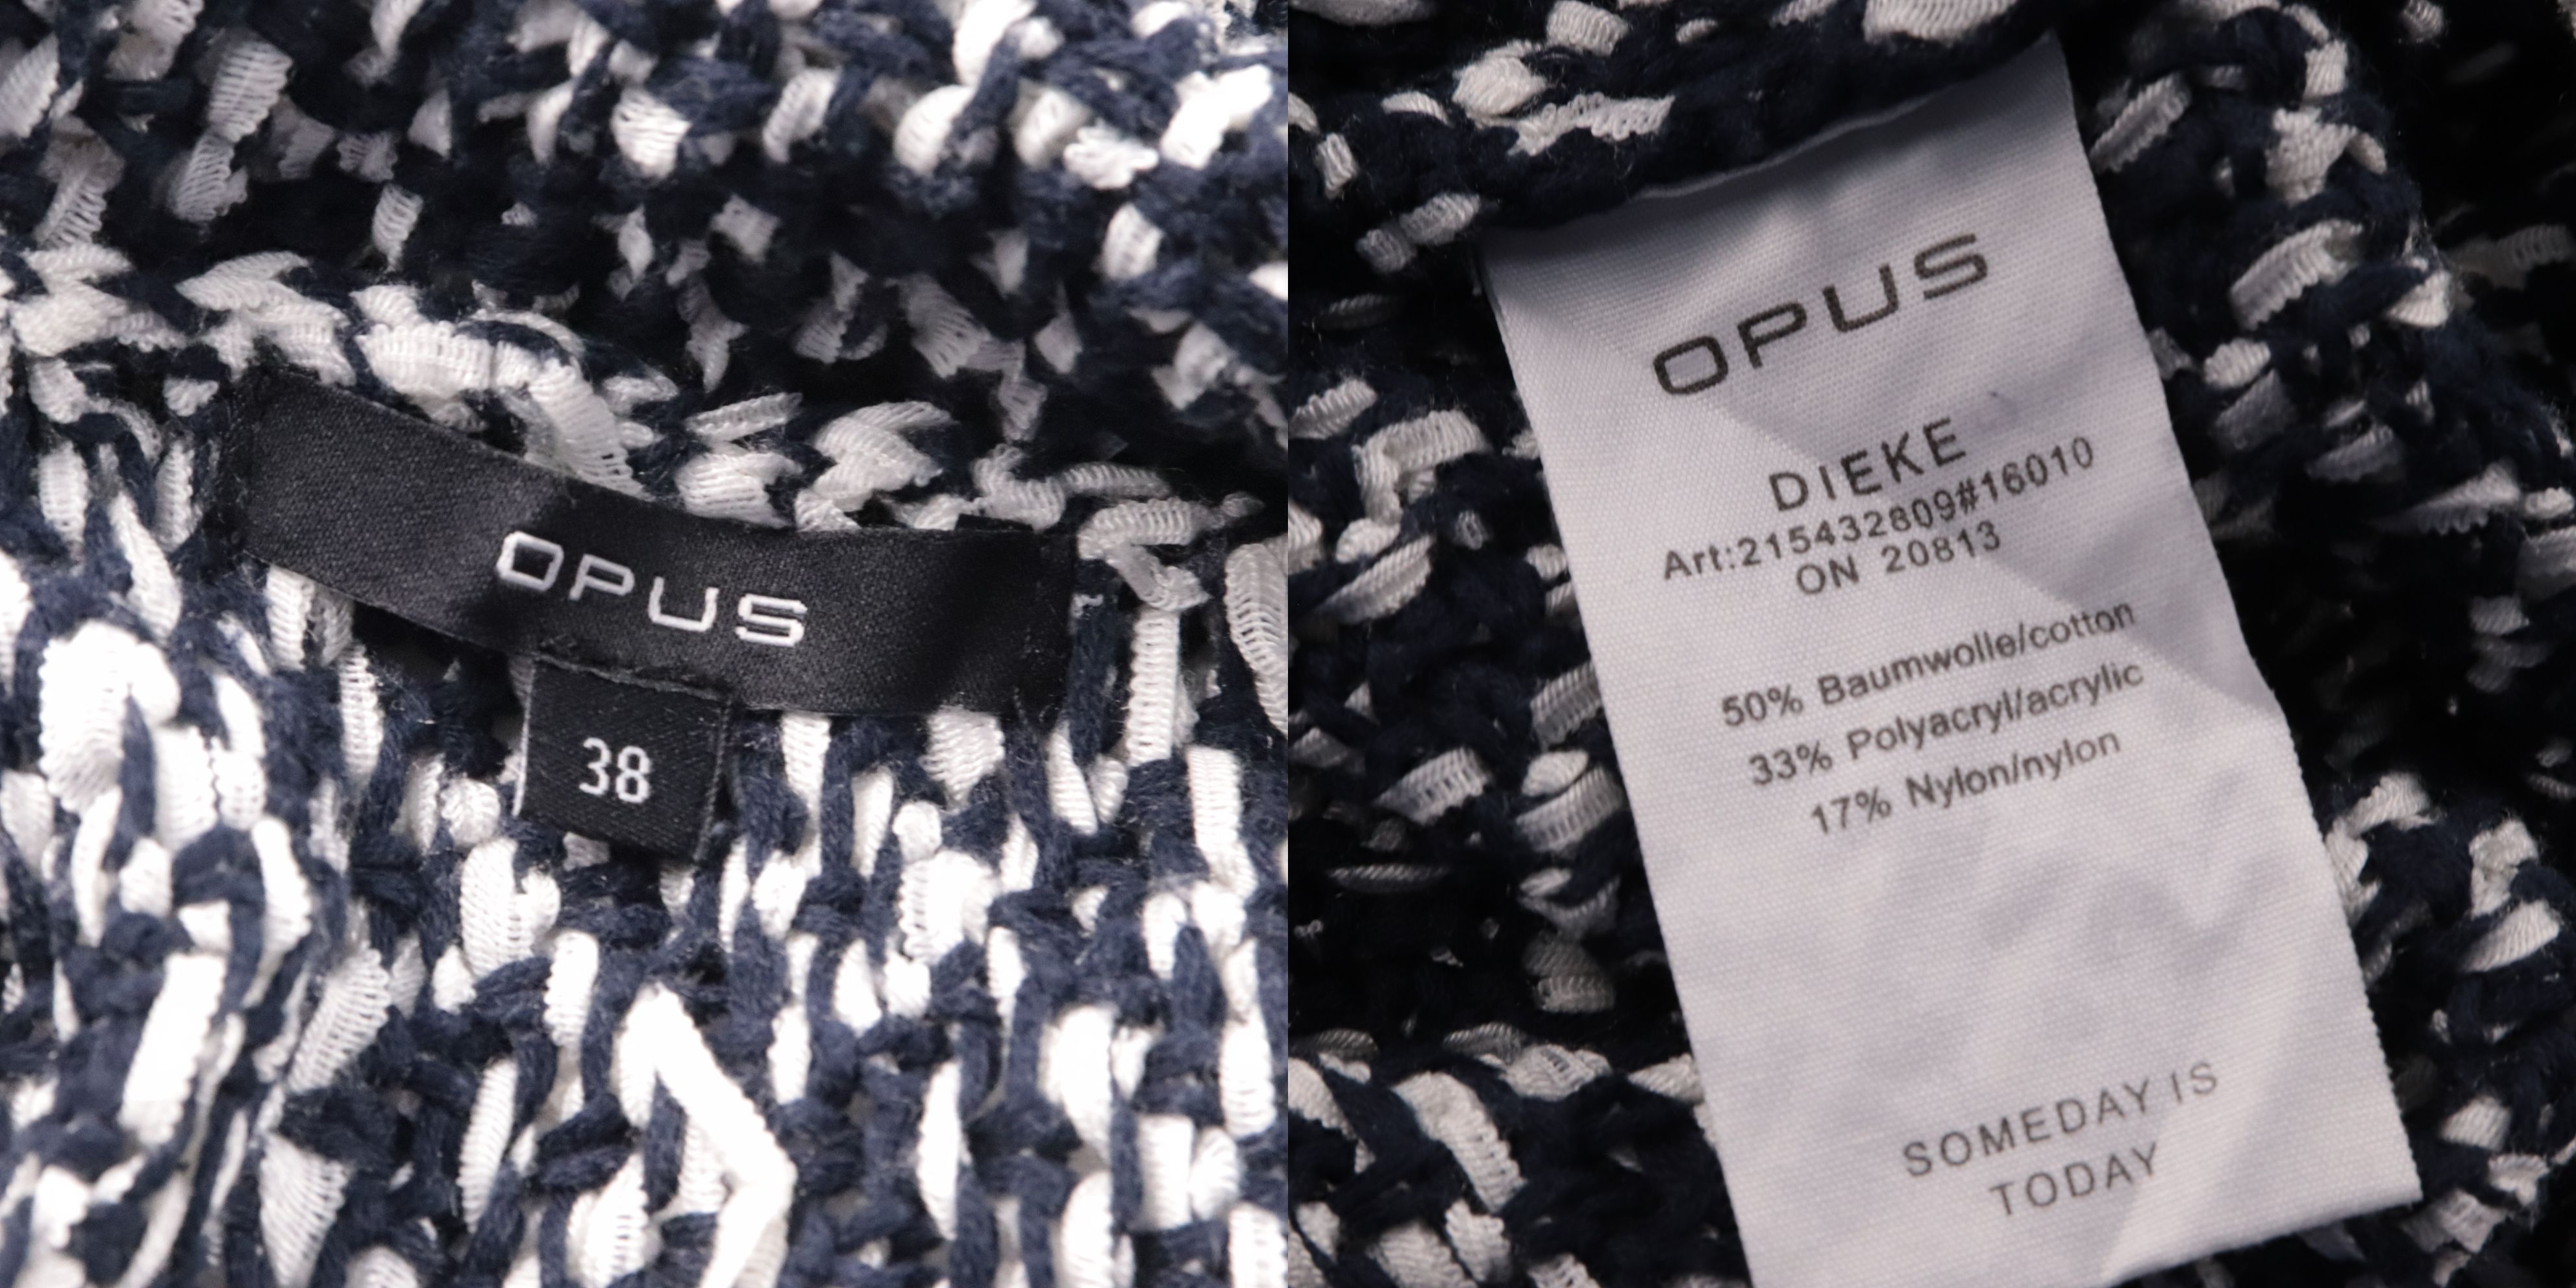 OPUS
38
OPUS
DIEKE
Art:215432809#16010
ON 20813
50% Baumwolle/cotton
33% Polyacryl/acrylic
17% Nylon/nylon
SOMEDAY IS
TODAY